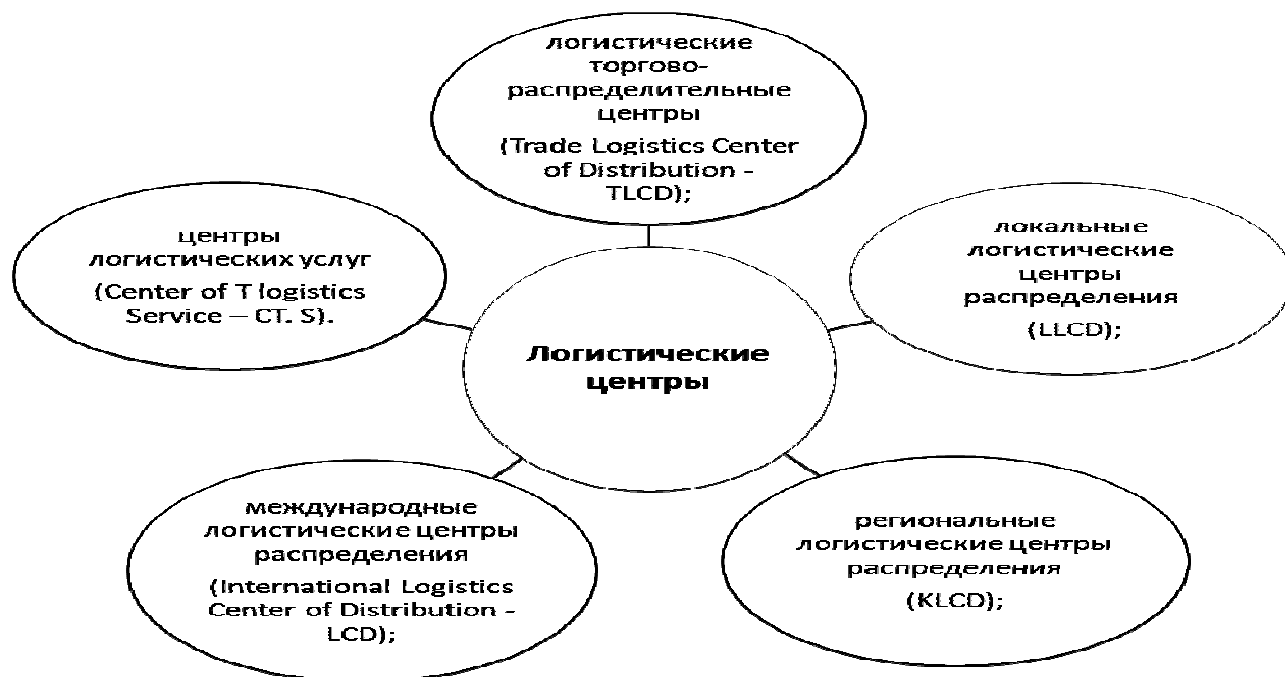 логистические
торгово-
распределительные
центры
(Trade Logistics Center
of Distribution -
TLCD);
локальные
логистические
центры
распределения
(LLCD);
региональные
логистические центры
распределения
(KLCD);
международные
логистические центры
распределения
(International Logistics
Center of Distribution -
LCD);
центры
логистических услуг
(Center of T logistics
Service – CT. S).
Логистические
центры